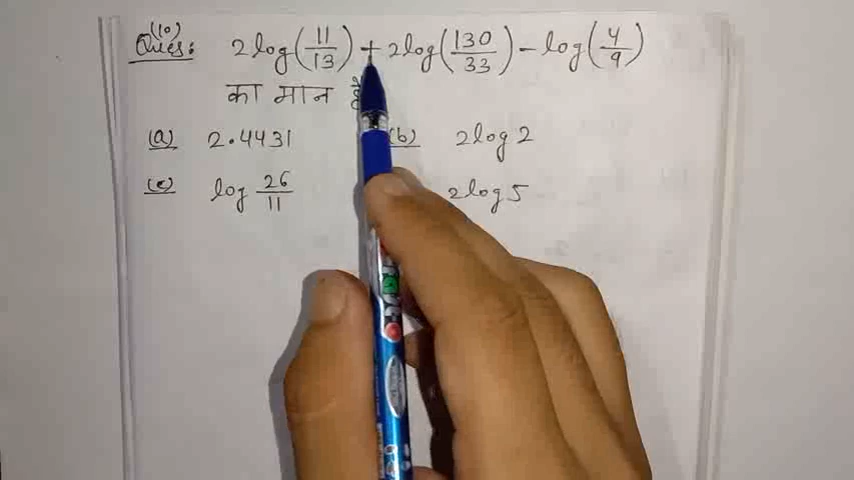 (10)
Ques: 2log(11/13) + 2log(130/33) - log(4/9)
का मान है
(a) 2.4431 (b) 2log2
(c) log 26/11 2log5